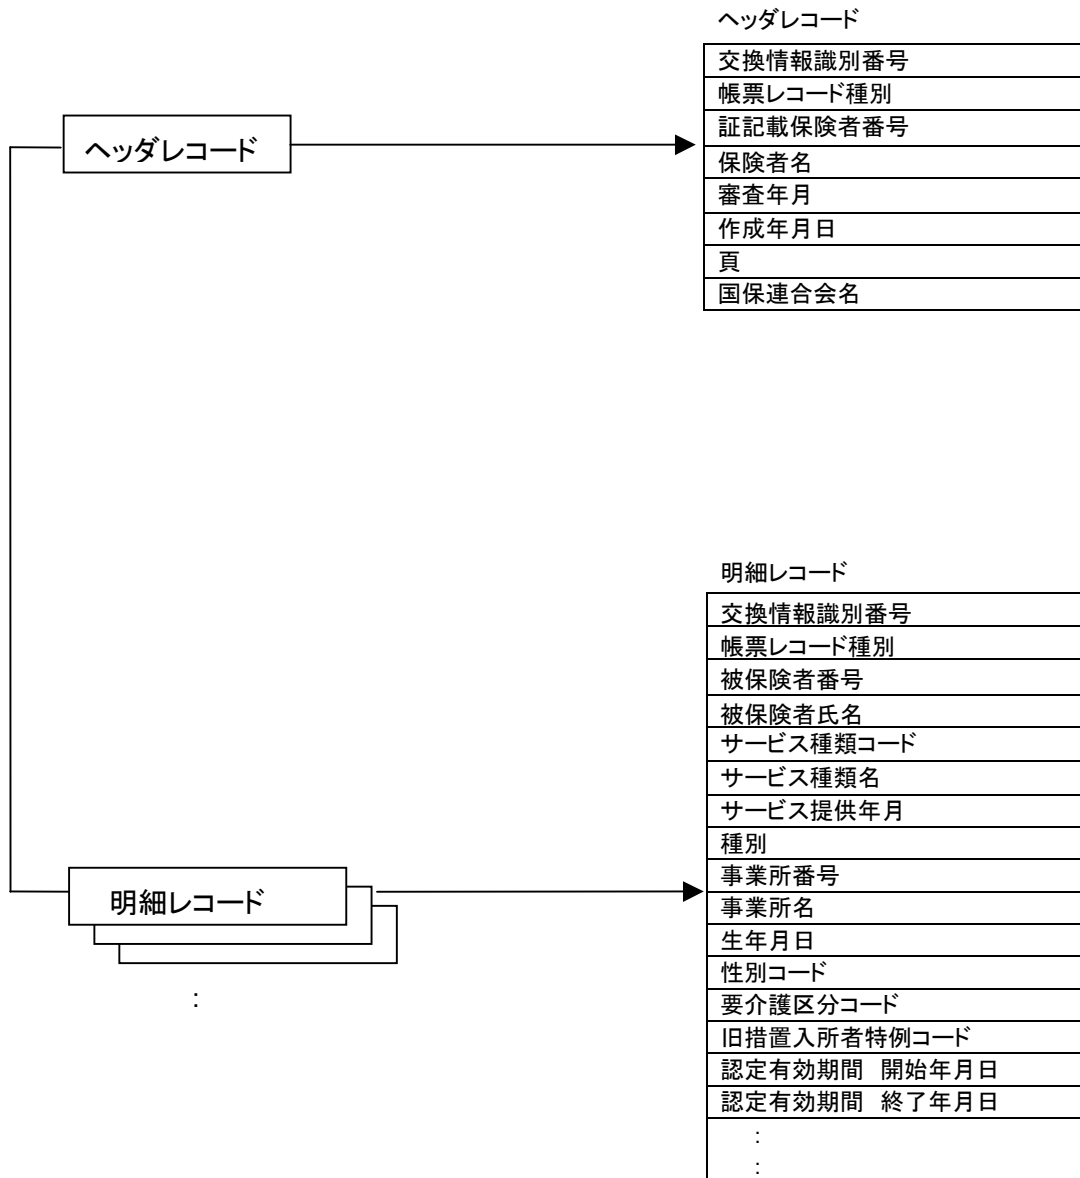 ヘッダレコード
交換情報識別番号
帳票レコード種別
証記載保険者番号
保険者名
審査年月
作成年月日
頁
国保連合会名
ヘッダレコード
明細レコード
交換情報識別番号
帳票レコード種別
被保険者番号
被保険者氏名
サービス種類コード
サービス種類名
サービス提供年月
種別
事業所番号
事業所名
生年月日
性別コード
要介護区分コード
旧措置入所者特例コード
認定有効期間　開始年月日
認定有効期間　終了年月日
:
:
明細レコード
: